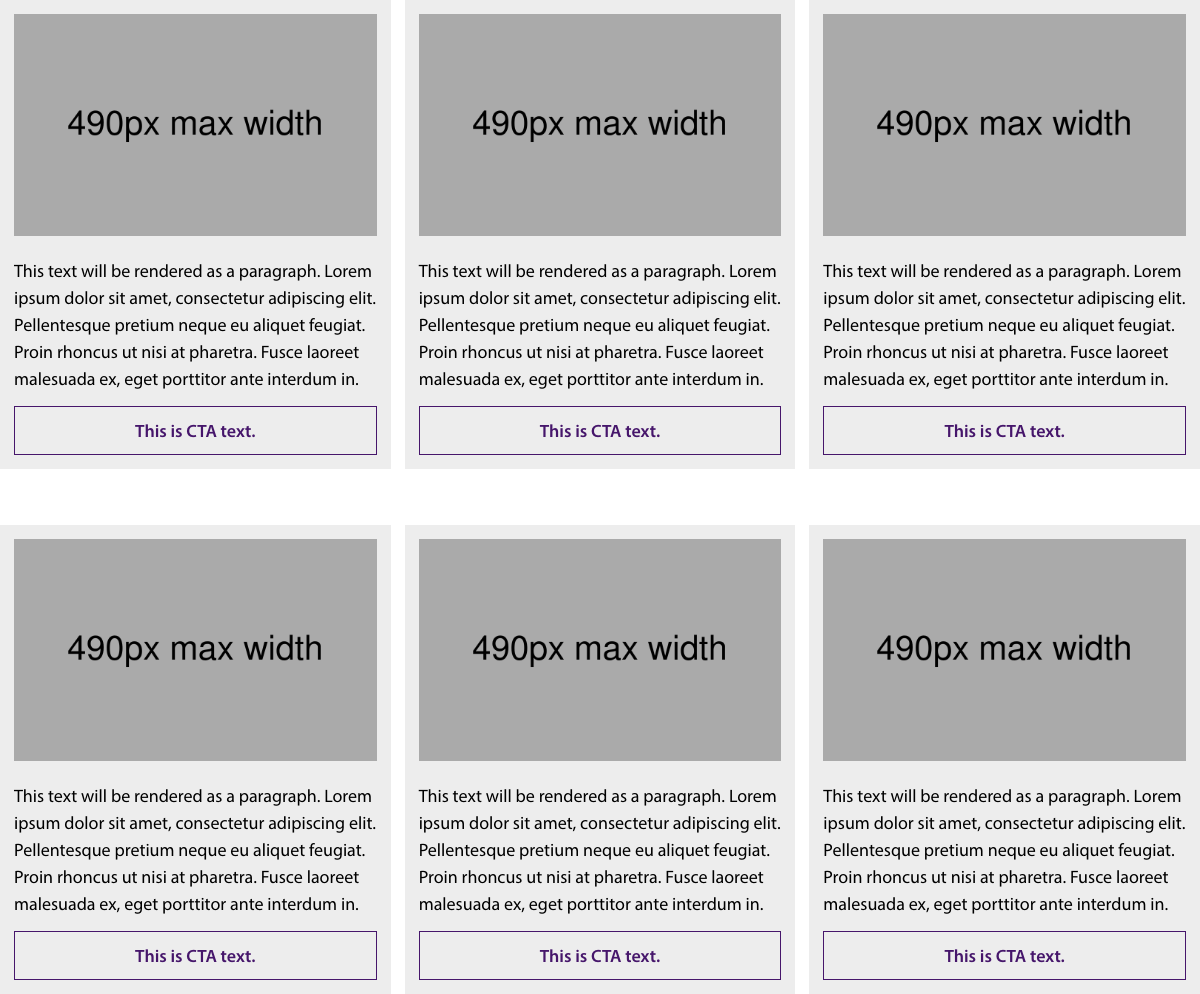 490px max width
This text will be rendered as a paragraph. Lorem
ipsum dolor sit amet, consectetur adipiscing elit.
Pellentesque pretium neque eu aliquet feugiat.
Proin rhoncus ut nisi at pharetra. Fusce laoreet
malesuada ex, eget porttitor ante interdum in.
This is CTA text.
490px max width
This text will be rendered as a paragraph. Lorem
ipsum dolor sit amet, consectetur adipiscing elit.
Pellentesque pretium neque eu aliquet feugiat.
Proin rhoncus ut nisi at pharetra. Fusce laoreet
malesuada ex, eget porttitor ante interdum in.
This is CTA text.
490px max width
This text will be rendered as a paragraph. Lorem
ipsum dolor sit amet, consectetur adipiscing elit.
Pellentesque pretium neque eu aliquet feugiat.
Proin rhoncus ut nisi at pharetra. Fusce laoreet
malesuada ex, eget porttitor ante interdum in.
This is CTA text.
490px max width
This text will be rendered as a paragraph. Lorem
ipsum dolor sit amet, consectetur adipiscing elit.
Pellentesque pretium neque eu aliquet feugiat.
Proin rhoncus ut nisi at pharetra. Fusce laoreet
malesuada ex, eget porttitor ante interdum in.
This is CTA text.
490px max width
This text will be rendered as a paragraph. Lorem
ipsum dolor sit amet, consectetur adipiscing elit.
Pellentesque pretium neque eu aliquet feugiat.
Proin rhoncus ut nisi at pharetra. Fusce laoreet
malesuada ex, eget porttitor ante interdum in.
This is CTA text.
490px max width
This text will be rendered as a paragraph. Lorem
ipsum dolor sit amet, consectetur adipiscing elit.
Pellentesque pretium neque eu aliquet feugiat.
Proin rhoncus ut nisi at pharetra. Fusce laoreet
malesuada ex, eget porttitor ante interdum in.
This is CTA text.